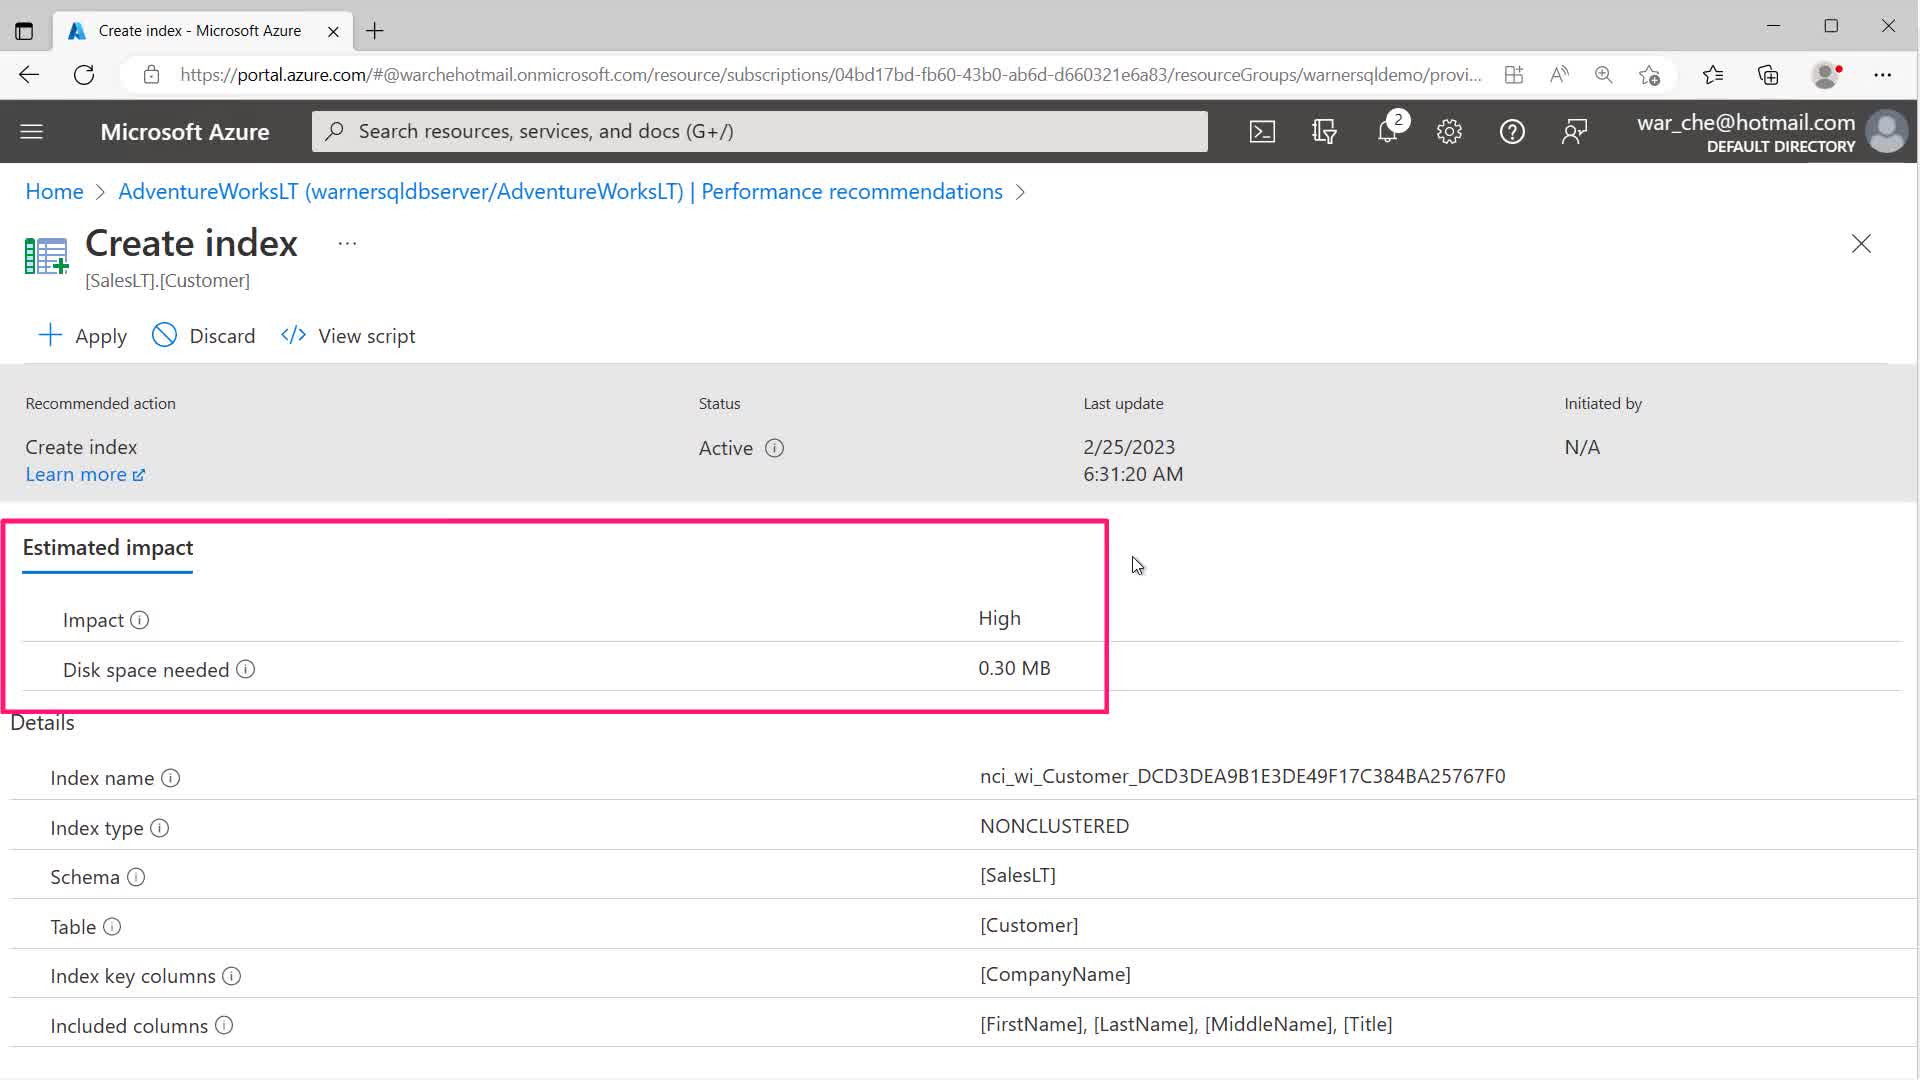 Create index - Microsoft Azure
https://portal.azure.com/#@warchehotmail.onmicrosoft.com/resource/subscriptions/04bd17bd-fb60-43b0-ab6d-d660321e6a83/resourceGroups/warnersqldemo/provi...
Microsoft Azure
Search resources, services, and docs (G+/)
2
war_che@hotmail.com
DEFAULT DIRECTORY
Home > AdventureWorksLT (warnersqldbserver/AdventureWorksLT) | Performance recommendations >
Create index ...
[SalesLT].[Customer]
Apply Discard View script
Recommended action Status Last update Initiated by
Create index Active 2/25/2023 N/A
Learn more 6:31:20 AM
Estimated impact
Impact High
Disk space needed 0.30 MB
Details
Index name nci_wi_Customer_DCD3DEA9B1E3DE49F17C384BA25767F0
Index type NONCLUSTERED
Schema [SalesLT]
Table [Customer]
Index key columns [CompanyName]
Included columns [FirstName], [LastName], [MiddleName], [Title]